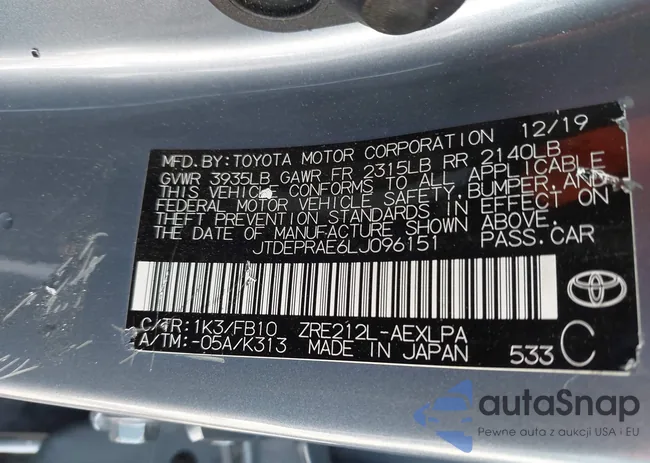 MFD.BY:TOYOTA MOTOR CORPORATION 12/19
GVWR 3935LB GAWR FR 2315LB RR 2140LB
THIS VEHICLE CONFORMS TO ALL APPLICABLE
FEDERAL MOTOR VEHICLE SAFETY,BUMPER,AND
THEFT PREVENTION STANDARDS IN EFFECT ON
THE DATE OF MANUFACTURE SHOWN ABOVE.
JTDEPRAE6LJ096151 PASS.CAR
C/TR:1K3/FB10 ZRE212L-AEXLPA
A/TM:-05A/K313 MADE IN JAPAN 533 C
autoSnap
Pewne auta z aukcji USA i EU